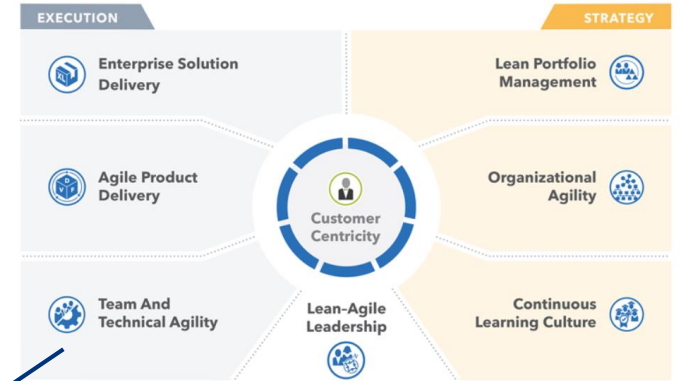 EXECUTION
STRATEGY
Enterprise Solution
Delivery
Lean Portfolio
Management
XL
Agile Product
Delivery
D
V
F
Customer
Centricity
Organizational
Agility
Team And
Technical Agility
Lean-Agile
Leadership
Continuous
Learning Culture